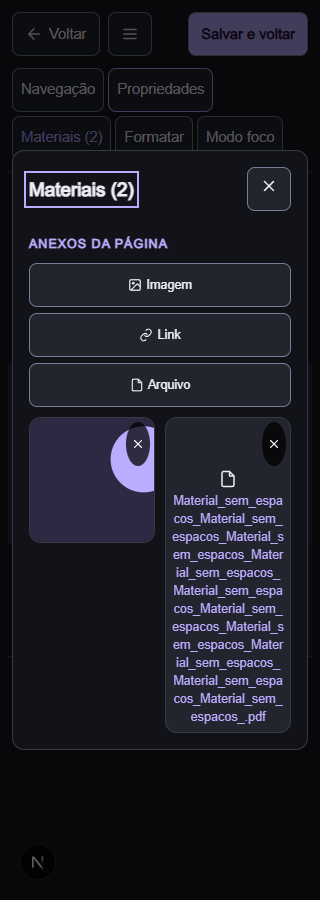 Voltar
Salvar e voltar
Navegação
Propriedades
Materiais (2)
Formatar
Modo foco
Materiais (2)
ANEXOS DA PÁGINA
Imagem
Link
Arquivo
Material_sem_espa
cos_Material_sem_
espacos_Material_s
em_espacos_Mater
ial_sem_espacos_
Material_sem_espa
cos_Material_sem_
espacos_Material_s
em_espacos_Mater
ial_sem_espacos_
Material_sem_espa
cos_Material_sem_
espacos_.pdf
N